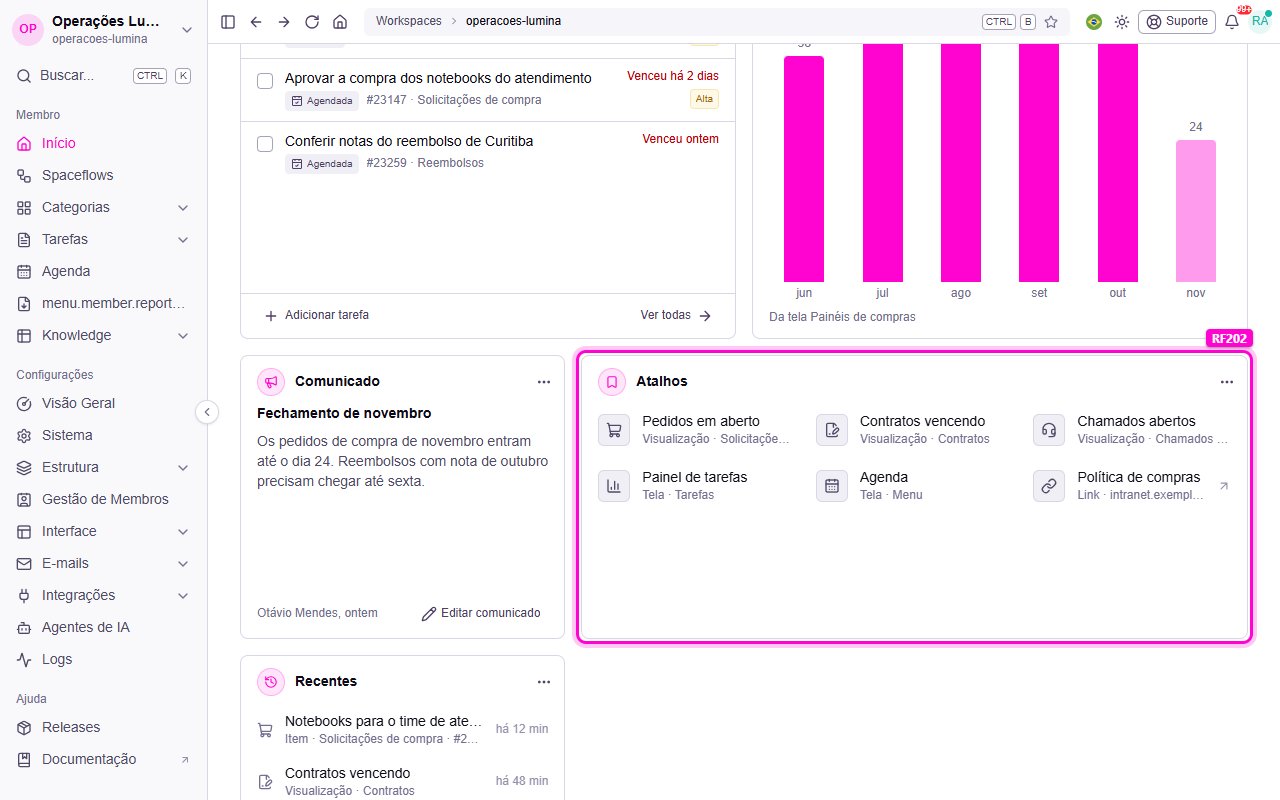 OP
Operações Lu...
operacoes-lumina
Buscar...
CTRL K
Membro
Início
Spaceflows
Categorias
Tarefas
Agenda
menu.member.report...
Knowledge
Configurações
Visão Geral
Sistema
Estrutura
Gestão de Membros
Interface
E-mails
Integrações
Agentes de IA
Logs
Ajuda
Releases
Documentação
Workspaces > operacoes-lumina
CTRL B
Suporte
99+
RA
Aprovar a compra dos notebooks do atendimento
Venceu há 2 dias
Agendada #23147 · Solicitações de compra
Alta
Conferir notas do reembolso de Curitiba
Venceu ontem
Agendada #23259 · Reembolsos
+ Adicionar tarefa
Ver todas
24
jun jul ago set out nov
Da tela Painéis de compras
RF202
Comunicado
Fechamento de novembro
Os pedidos de compra de novembro entram
até o dia 24. Reembolsos com nota de outubro
precisam chegar até sexta.
Otávio Mendes, ontem
Editar comunicado
Atalhos
Pedidos em aberto
Visualização · Solicitaçõe...
Contratos vencendo
Visualização · Contratos
Chamados abertos
Visualização · Chamados ...
Painel de tarefas
Tela · Tarefas
Agenda
Tela · Menu
Política de compras
Link · intranet.exempl...
Recentes
Notebooks para o time de ate...
Item · Solicitações de compra · #2...
há 12 min
Contratos vencendo
Visualização · Contratos
há 48 min